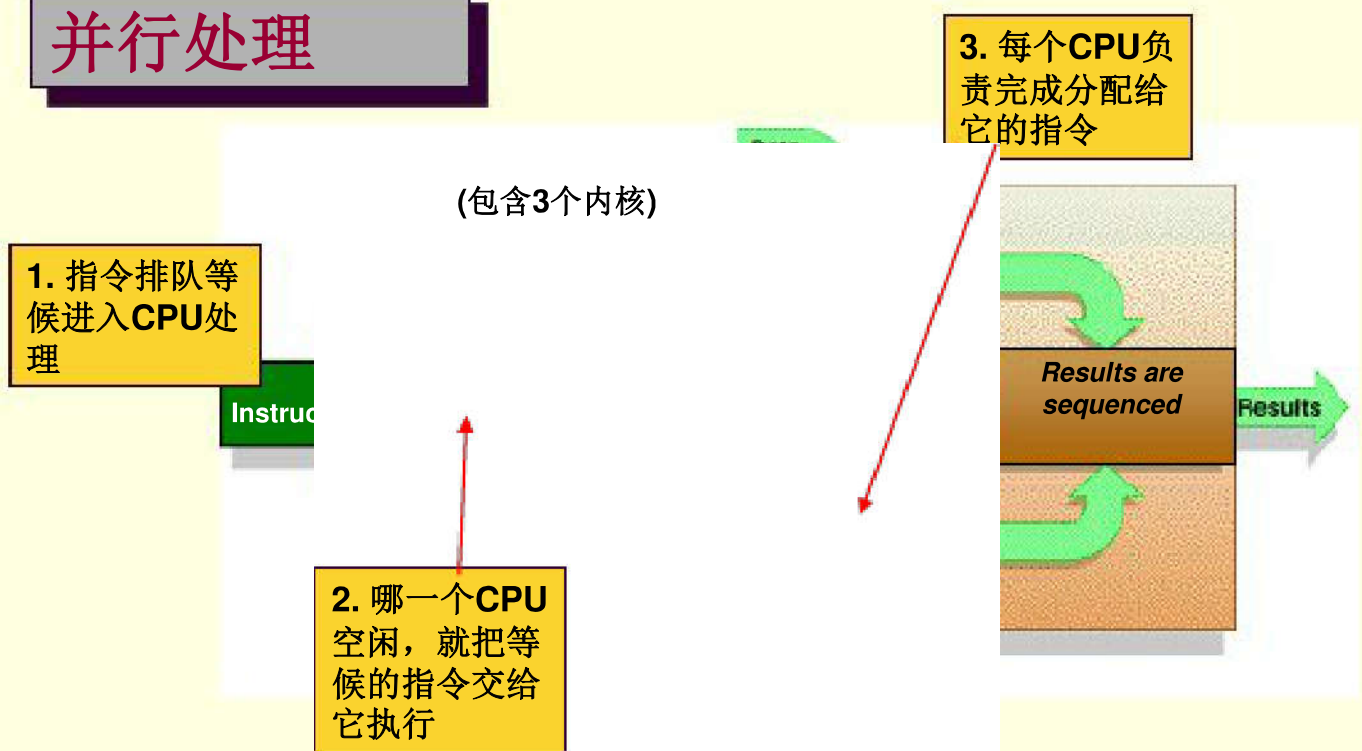 并行处理
3. 每个CPU负
责完成分配给
它的指令
(包含3个内核)
1. 指令排队等
候进入CPU处
理
Instruc
Results are
sequenced
Results
2. 哪一个CPU
空闲，就把等
候的指令交给
它执行